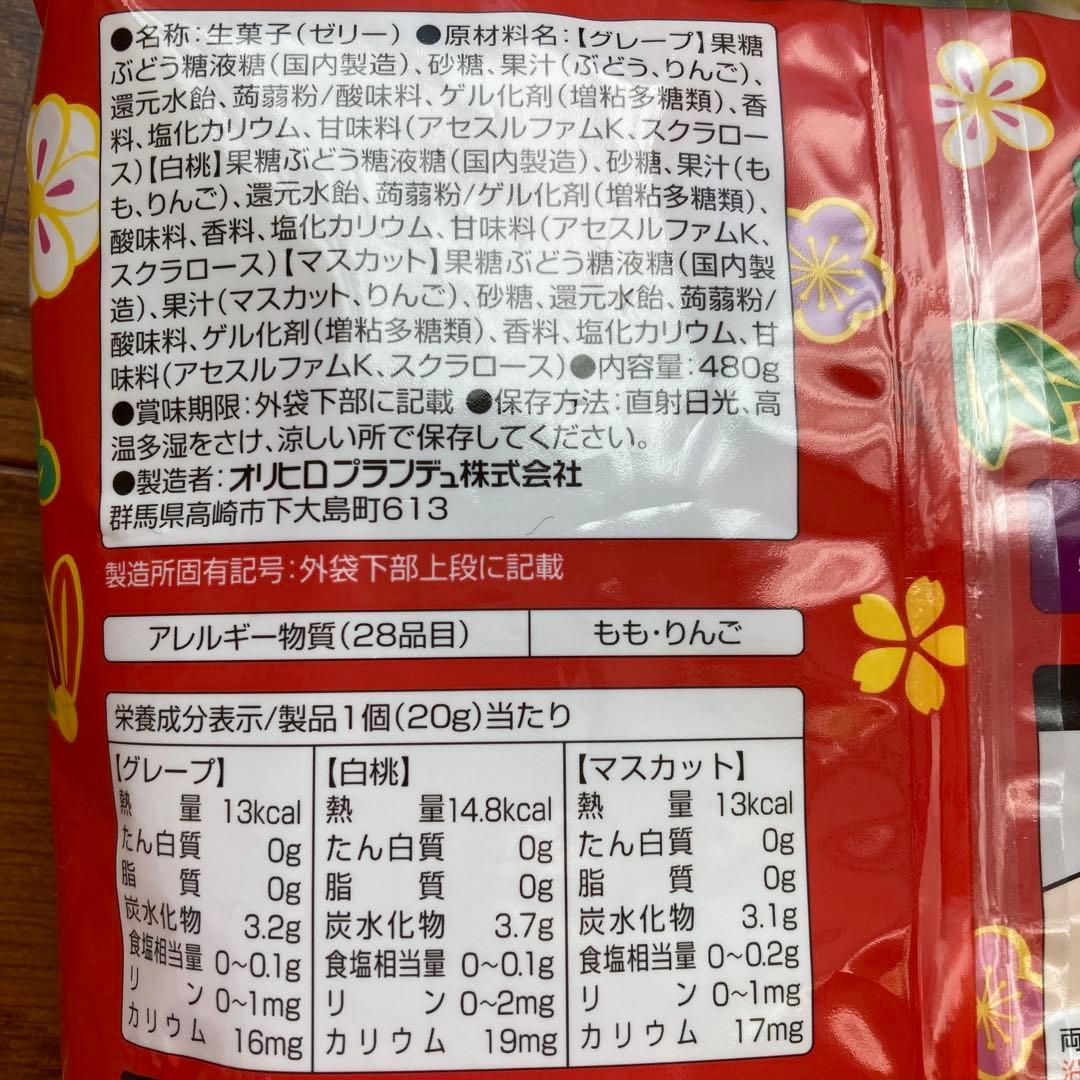 ●名称:生菓子(ゼリー) ●原材料名:【グレープ】果糖
ぶどう糖液糖(国内製造)、砂糖、果汁(ぶどう、りんご)、
還元水飴、蒟蒻粉/酸味料、ゲル化剤(増粘多糖類)、香
料、塩化カリウム、甘味料(アセスルファムK、スクラロー
ス)【白桃】果糖ぶどう糖液糖(国内製造)、砂糖、果汁(も
も、りんご)、還元水飴、蒟蒻粉/ゲル化剤(増粘多糖類)、
酸味料、香料、塩化カリウム、甘味料(アセスルファムK、
スクラロース)【マスカット】果糖ぶどう糖液糖(国内製
造)、果汁(マスカット、りんご)、砂糖、還元水飴、蒟蒻粉/
酸味料、ゲル化剤(増粘多糖類)、香料、塩化カリウム、甘
味料(アセスルファムK、スクラロース)●内容量:480g
●賞味期限:外袋下部に記載 ●保存方法:直射日光、高
温多湿をさけ、涼しい所で保存してください。
●製造者:オリヒロプランデュ株式会社
群馬県高崎市下大島町613
製造所固有記号:外袋下部上段に記載
アレルギー物質(28品目) もも・りんご
栄養成分表示/製品1個(20g)当たり
【グレープ】
熱量 13kcal
たん白質 0g
脂質 0g
炭水化物 3.2g
食塩相当量 0~0.1g
リン 0~1mg
カリウム 16mg
【白桃】
熱量 14.8kcal
たん白質 0g
脂質 0g
炭水化物 3.7g
食塩相当量 0~0.1g
リン 0~2mg
カリウム 19mg
【マスカット】
熱量 13kcal
たん白質 0g
脂質 0g
炭水化物 3.1g
食塩相当量 0~0.2g
リン 0~1mg
カリウム 17mg
両